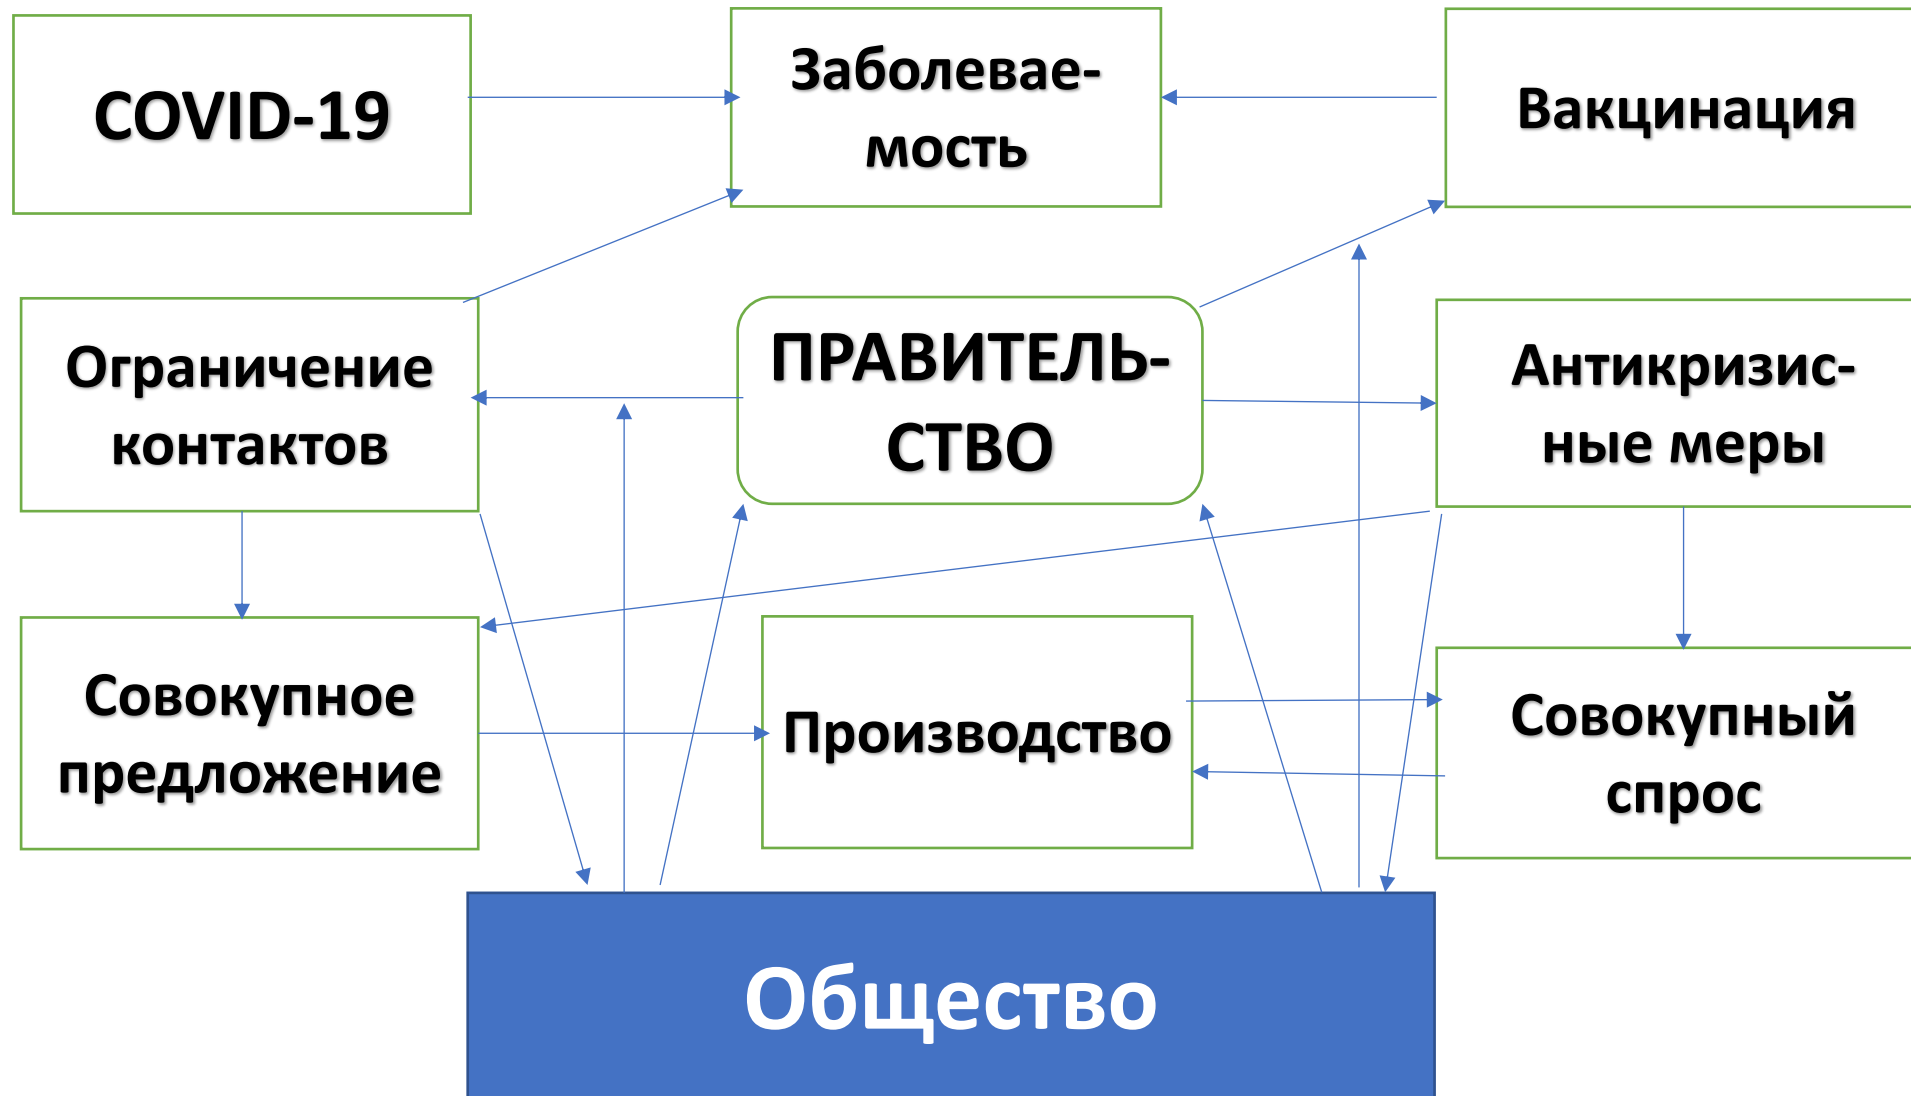 COVID-19
Заболевае-
мость
Вакцинация
Ограничение
контактов
ПРАВИТЕЛЬ-
СТВО
Антикризис-
ные меры
Совокупное
предложение
Производство
Совокупный
спрос
Общество